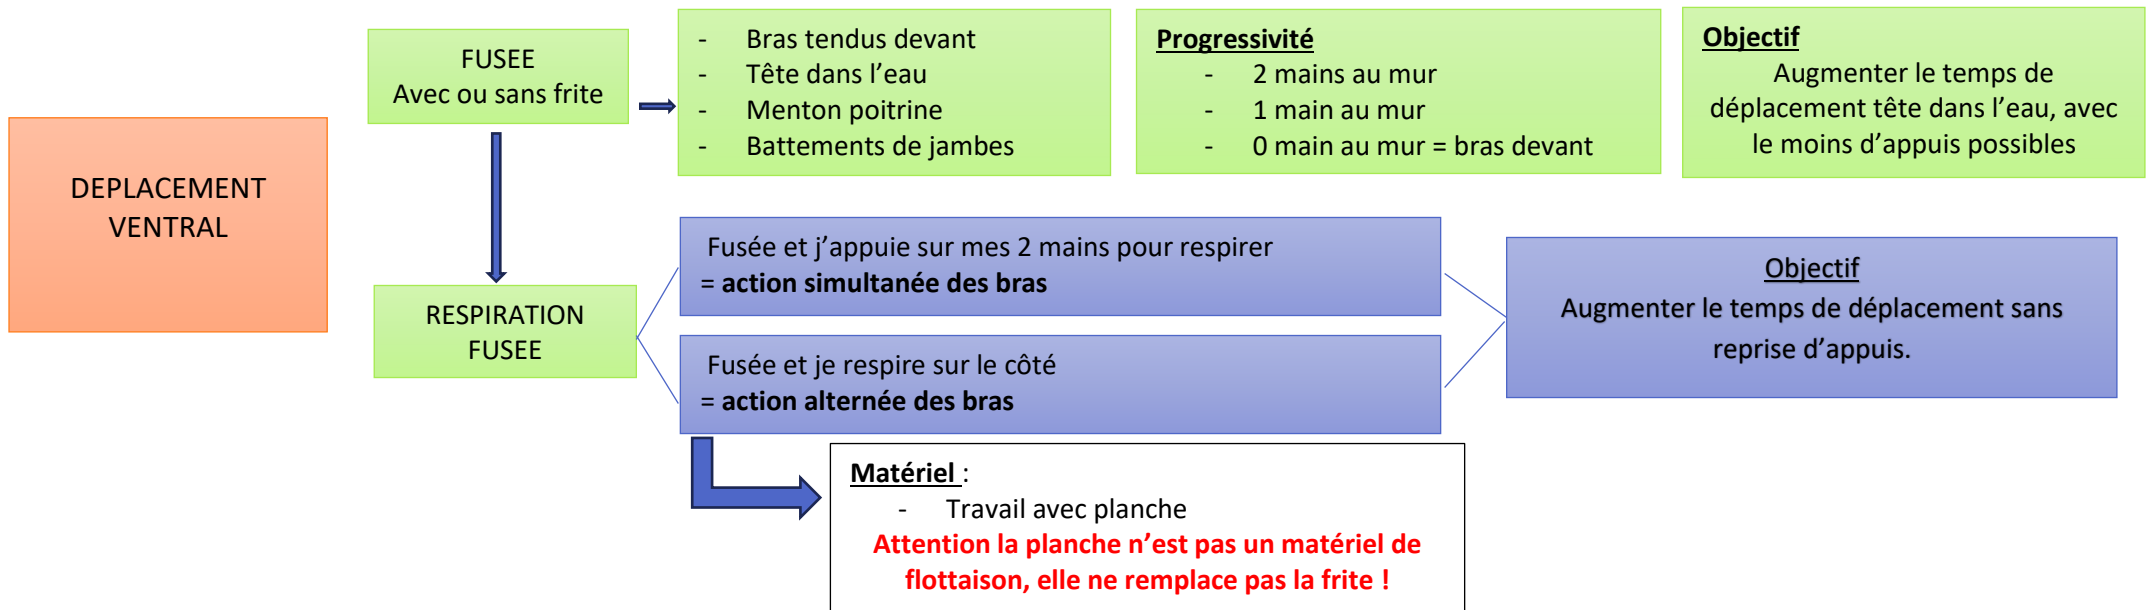 DEPLACEMENT
VENTRAL
FUSEE
Avec ou sans frite
- Bras tendus devant
- Tête dans l’eau
- Menton poitrine
- Battements de jambes
Progressivité
- 2 mains au mur
- 1 main au mur
- 0 main au mur = bras devant
Objectif
Augmenter le temps de
déplacement tête dans l’eau, avec
le moins d’appuis possibles
RESPIRATION
FUSEE
Fusée et j’appuie sur mes 2 mains pour respirer
= action simultanée des bras
Fusée et je respire sur le côté
= action alternée des bras
Objectif
Augmenter le temps de déplacement sans
reprise d’appuis.
Matériel :
- Travail avec planche
Attention la planche n’est pas un matériel de
flottaison, elle ne remplace pas la frite !